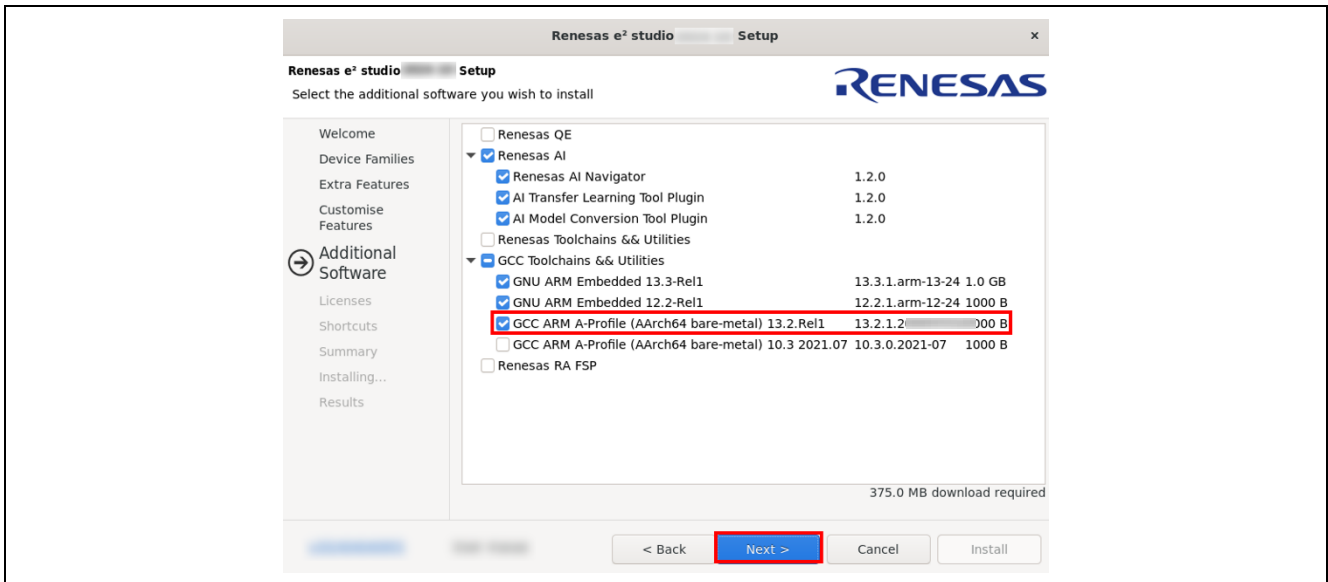 Renesas e² studio Setup ×
Renesas e² studio Setup
Select the additional software you wish to install
RENESAS
Welcome
Device Families
Extra Features
Customise
Features
Additional
Software
Licenses
Shortcuts
Summary
Installing...
Results
Renesas QE
Renesas AI
Renesas AI Navigator 1.2.0
AI Transfer Learning Tool Plugin 1.2.0
AI Model Conversion Tool Plugin 1.2.0
Renesas Toolchains && Utilities
GCC Toolchains && Utilities
GNU ARM Embedded 13.3-Rel1 13.3.1.arm-13-24 1.0 GB
GNU ARM Embedded 12.2-Rel1 12.2.1.arm-12-24 1000 B
GCC ARM A-Profile (AArch64 bare-metal) 13.2.Rel1 13.2.1.2 000 B
GCC ARM A-Profile (AArch64 bare-metal) 10.3 2021.07 10.3.0.2021-07 1000 B
Renesas RA FSP
375.0 MB download required
< Back Next > Cancel Install